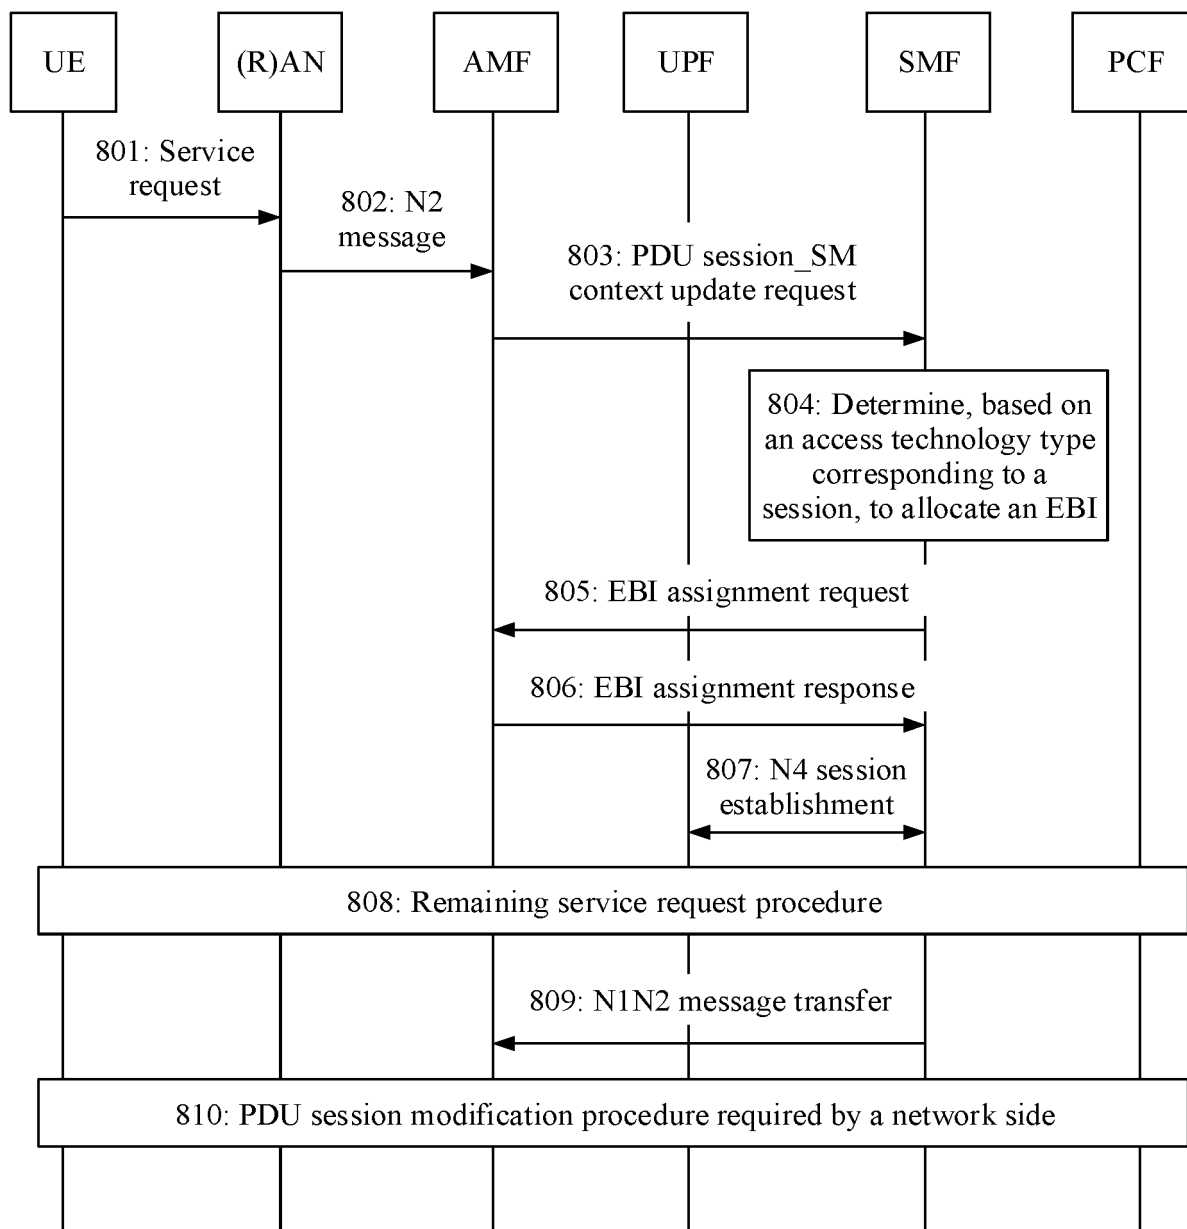 UE
(R)AN
AMF
UPF
SMF
PCF
801: Service
request
802: N2
message
803: PDU session_SM
context update request
804: Determine, based on
an access technology type
corresponding to a
session, to allocate an EBI
805: EBI assignment request
806: EBI assignment response
807: N4 session
establishment
808: Remaining service request procedure
809: N1N2 message transfer
810: PDU session modification procedure required by a network side